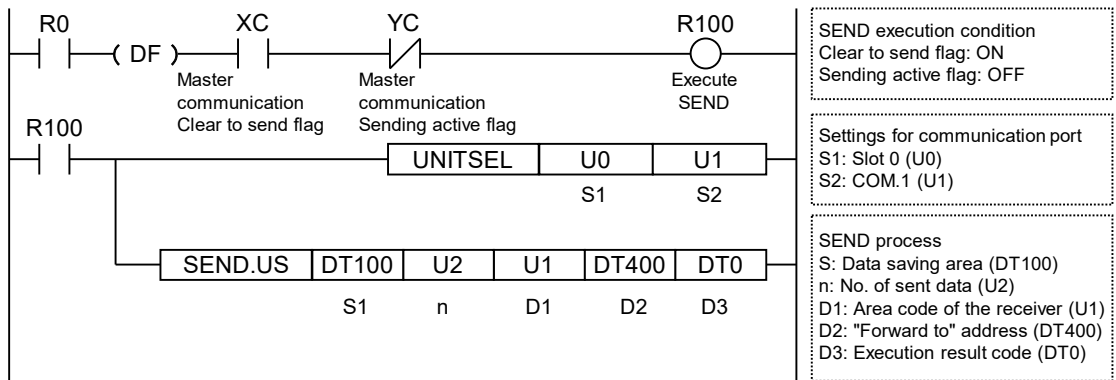 R0
XC
YC
R100
( DF )
Master
communication
Clear to send flag
Master
communication
Sending active flag
Execute
SEND
SEND execution condition
Clear to send flag: ON
Sending active flag: OFF
R100
UNITSEL U0 U1
S1 S2
Settings for communication port
S1: Slot 0 (U0)
S2: COM.1 (U1)
SEND.US DT100 U2 U1 DT400 DT0
S1 n D1 D2 D3
SEND process
S: Data saving area (DT100)
n: No. of sent data (U2)
D1: Area code of the receiver (U1)
D2: "Forward to" address (DT400)
D3: Execution result code (DT0)